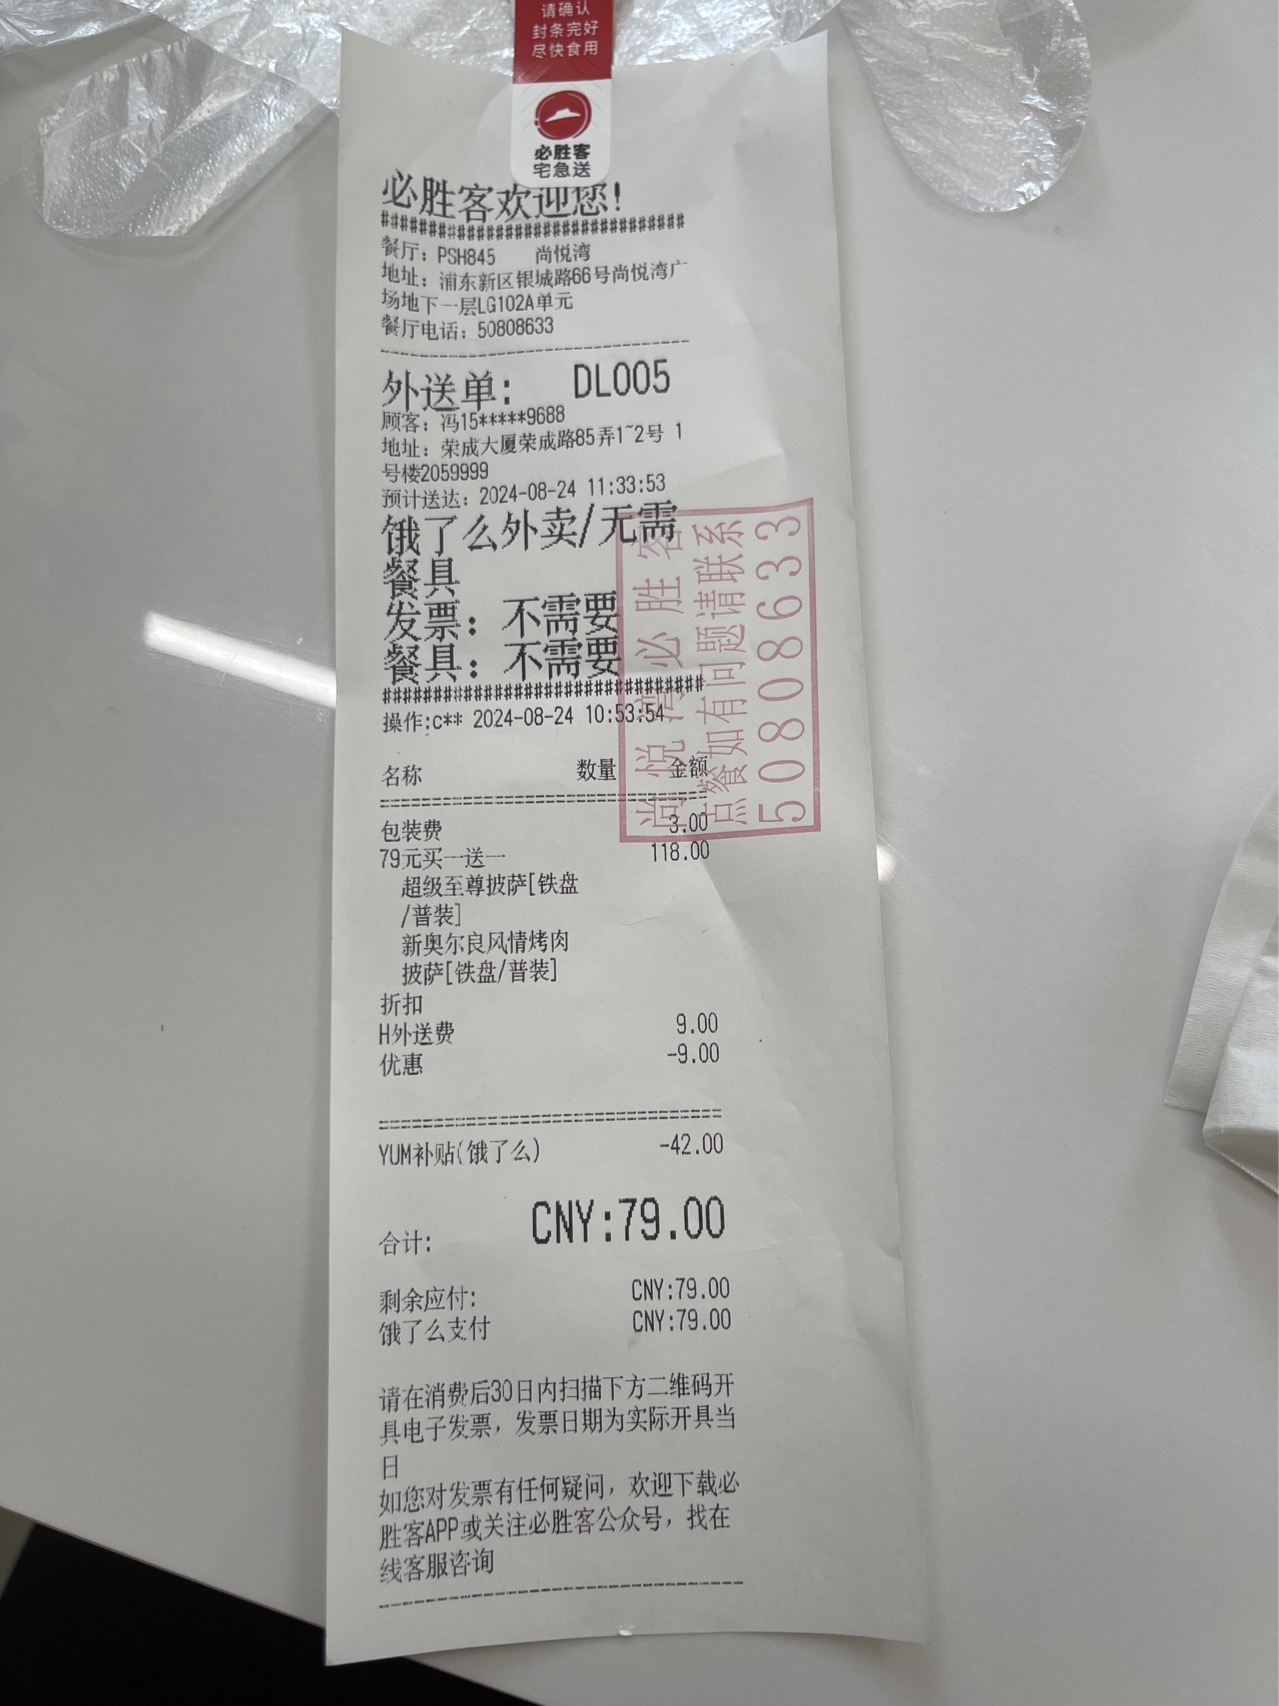 请确认
封条完好
尽快食用
必胜客
宅急送
必胜客欢迎您!
##################################
餐厅: PSH845 尚悦湾
地址: 浦东新区银城路66号尚悦湾广
场地下一层LG102A单元
餐厅电话: 50808633
外送单: DL005
顾客: 冯15*****9688
地址: 荣成大厦荣成路85弄1~2号 1
号楼2059999
预计送达: 2024-08-24 11:33:53
饿了么外卖/无需
餐具
发票: 不需要
餐具: 不需要
##################################
操作:c** 2024-08-24 10:53:54
名称 数量 金额
包装费 3.00
79元买一送一 118.00
超级至尊披萨[铁盘
/普装]
新奥尔良风情烤肉
披萨[铁盘/普装]
折扣
H外送费 9.00
优惠 -9.00
YUM补贴(饿了么) -42.00
合计: CNY:79.00
剩余应付: CNY:79.00
饿了么支付 CNY:79.00
请在消费后30日内扫描下方二维码开
具电子发票, 发票日期为实际开具当
日
如您对发票有任何疑问, 欢迎下载必
胜客APP或关注必胜客公众号, 找在
线客服咨询
尚悦湾必胜客
点餐如有问题请联系
50808633